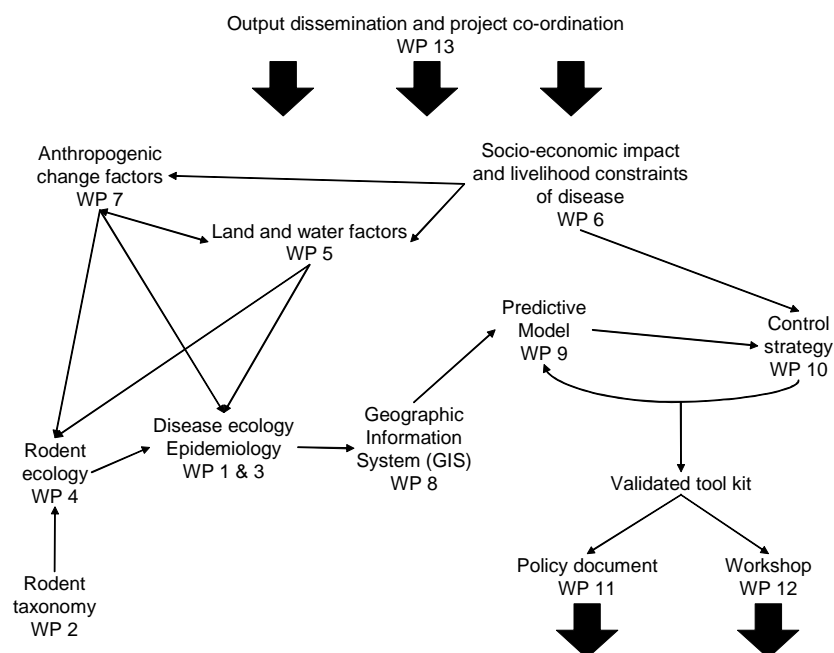 Output dissemination and project co-ordination
WP 13
Anthropogenic
change factors
WP 7
Socio-economic impact
and livelihood constraints
of disease
WP 6
Land and water factors
WP 5
Predictive
Model
WP 9
Control
strategy
WP 10
Rodent
ecology
WP 4
Disease ecology
Epidemiology
WP 1 & 3
Geographic
Information
System (GIS)
WP 8
Validated tool kit
Rodent
taxonomy
WP 2
Policy document
WP 11
Workshop
WP 12